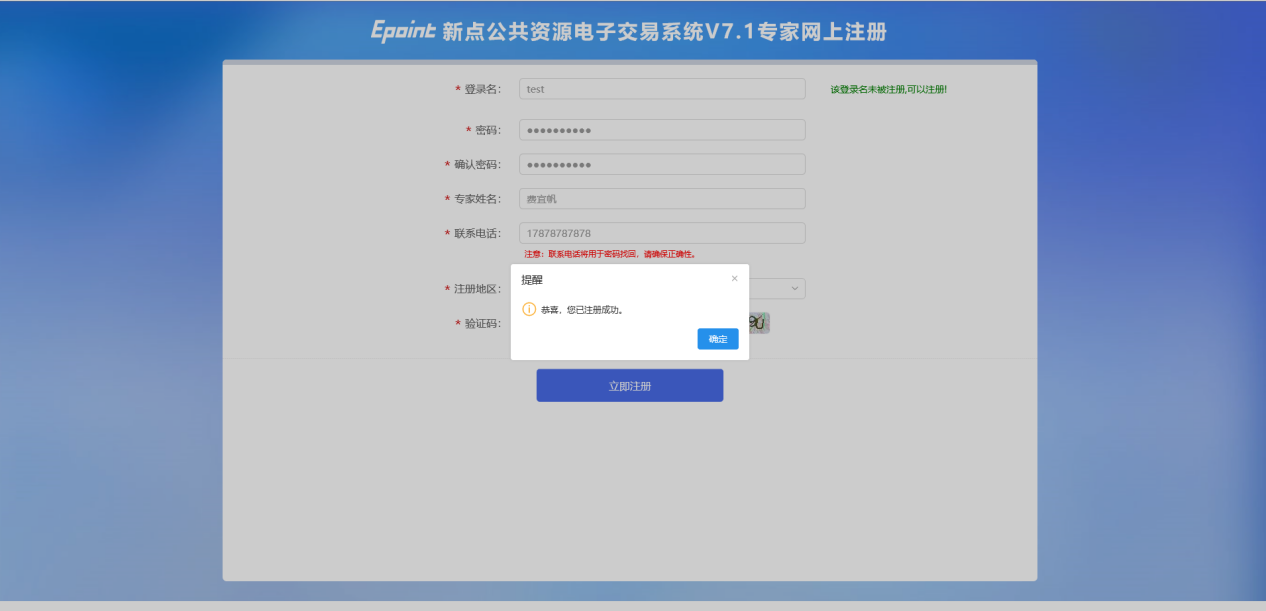 Epoint 新点公共资源电子交易系统V7.1专家网上注册
* 登录名: test 该登录名未被注册,可以注册!
* 密码: ●●●●●●●●●●
* 确认密码: ●●●●●●●●●●
* 专家姓名: 费宜帆
* 联系电话: 17878787878
注意：联系电话将用于密码找回，请确保正确性。
提醒 ×
* 注册地区:
恭喜，您已注册成功。
* 验证码:
确定
立即注册